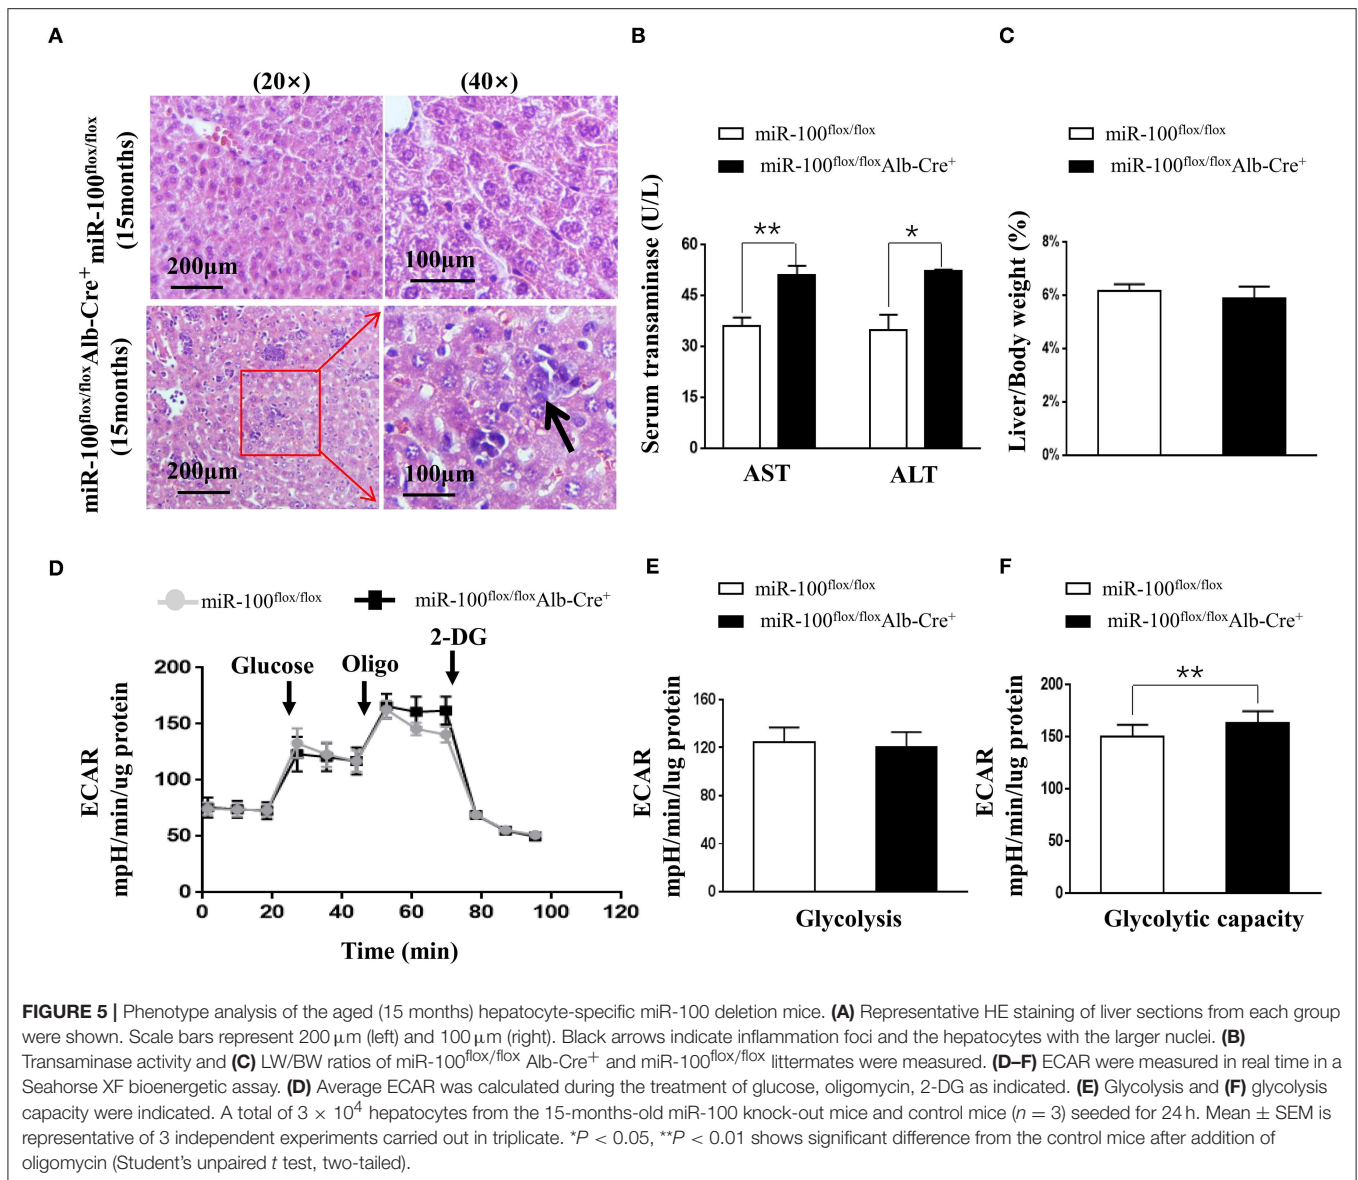 A
(20×)
(40×)
miR-100flox/flox
(15months)
200μm
100μm
miR-100flox/floxAlb-Cre+
(15months)
200μm
100μm
B
miR-100flox/flox
miR-100flox/floxAlb-Cre+
Serum transaminase (U/L)
60
45
30
15
0
**
*
AST
ALT
C
miR-100flox/flox
miR-100flox/floxAlb-Cre+
Liver/Body weight (%)
8%
6%
4%
2%
0%
D
miR-100flox/flox
miR-100flox/floxAlb-Cre+
Glucose
Oligo
2-DG
ECAR
mpH/min/ug protein
200
150
100
50
0
0 20 40 60 80 100 120
Time (min)
E
miR-100flox/flox
miR-100flox/floxAlb-Cre+
ECAR
mpH/min/lug protein
160
120
80
40
0
Glycolysis
F
miR-100flox/flox
miR-100flox/floxAlb-Cre+
ECAR
mpH/min/lug protein
200
150
100
50
0
**
Glycolytic capacity
FIGURE 5 | Phenotype analysis of the aged (15 months) hepatocyte-specific miR-100 deletion mice. (A) Representative HE staining of liver sections from each group
were shown. Scale bars represent 200 μm (left) and 100 μm (right). Black arrows indicate inflammation foci and the hepatocytes with the larger nuclei. (B)
Transaminase activity and (C) LW/BW ratios of miR-100flox/flox Alb-Cre+ and miR-100flox/flox littermates were measured. (D–F) ECAR were measured in real time in a
Seahorse XF bioenergetic assay. (D) Average ECAR was calculated during the treatment of glucose, oligomycin, 2-DG as indicated. (E) Glycolysis and (F) glycolysis
capacity were indicated. A total of 3 × 10⁴ hepatocytes from the 15-months-old miR-100 knock-out mice and control mice (n = 3) seeded for 24 h. Mean ± SEM is
representative of 3 independent experiments carried out in triplicate. *P < 0.05, **P < 0.01 shows significant difference from the control mice after addition of
oligomycin (Student's unpaired t test, two-tailed).